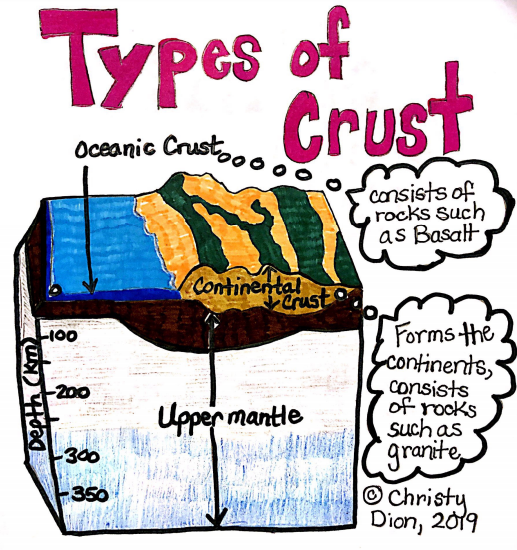 Types of
Crust
Oceanic Crust
consists of
rocks such
as Basalt
Continental
Crust
Forms the
continents,
consists
of rocks
such as
granite
Depth (km)
0
100
200
300
350
Upper mantle
© Christy
Dion, 2019